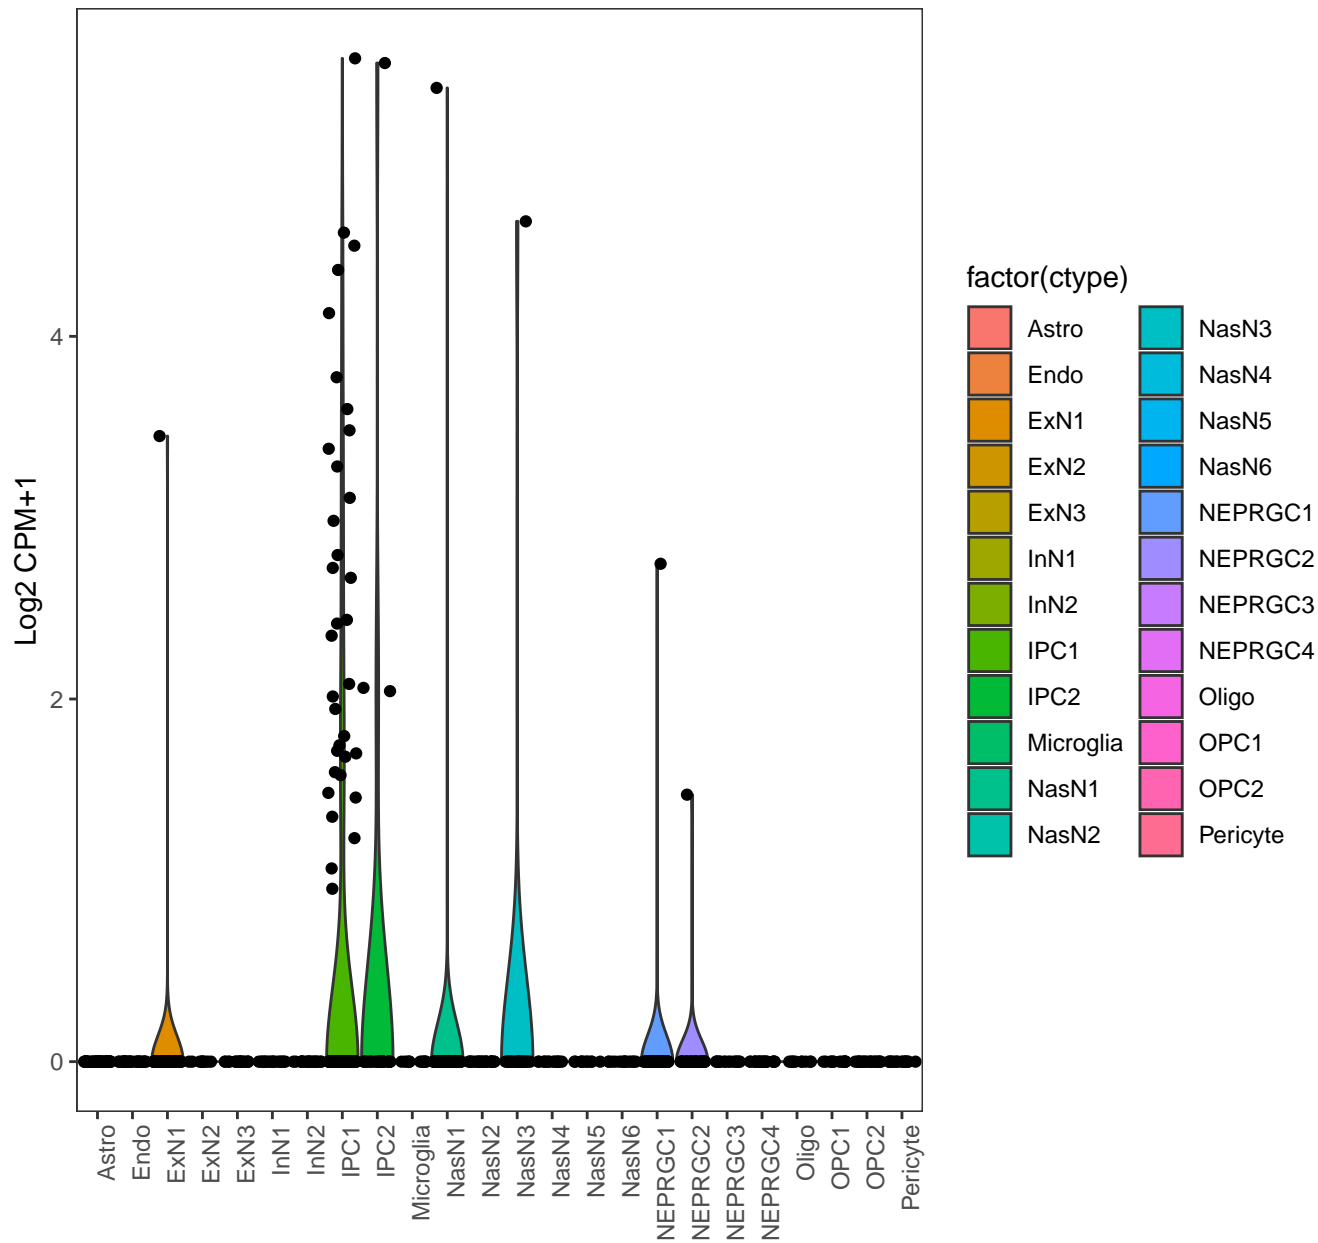 Log2 CPM+1
4
2
0
Astro
Endo
ExN1
ExN2
ExN3
InN1
InN2
IPC1
IPC2
Microglia
NasN1
NasN2
NasN3
NasN4
NasN5
NasN6
NEPRGC1
NEPRGC2
NEPRGC3
NEPRGC4
Oligo
OPC1
OPC2
Pericyte
factor(ctype)
Astro
Endo
ExN1
ExN2
ExN3
InN1
InN2
IPC1
IPC2
Microglia
NasN1
NasN2
NasN3
NasN4
NasN5
NasN6
NEPRGC1
NEPRGC2
NEPRGC3
NEPRGC4
Oligo
OPC1
OPC2
Pericyte